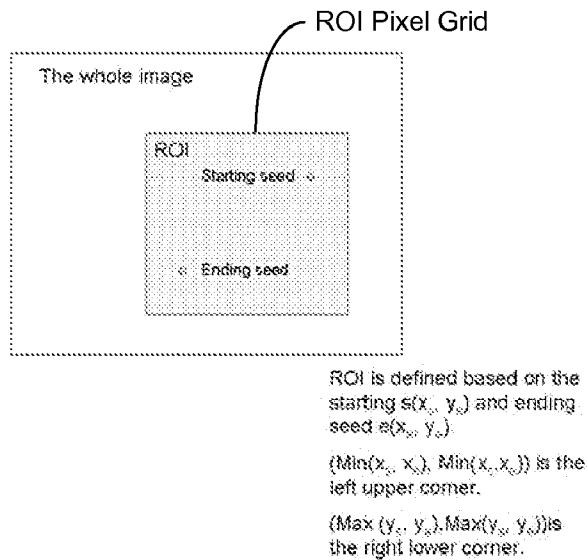 ROI Pixel Grid
The whole image
ROI
Starting seed
Ending seed
ROI is defined based on the
starting s(x, y) and ending
seed e(x, y)
(Min(x, x), Min(x, x)) is the
left upper corner.
(Max (y, y),Max(y, y))is
the right lower corner.